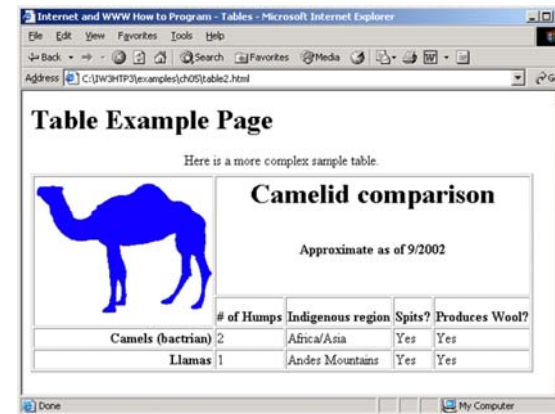 Internet and WWW How to Program - Tables - Microsoft Internet Explorer
File Edit View Favorites Tools Help
Back Search Favorites Media
Address C:\IW3HTP3\examples\ch05\table2.html G
Table Example Page
Here is a more complex sample table.
Camelid comparison
Approximate as of 9/2002
# of Humps Indigenous region Spits? Produces Wool?
Camels (bactrian) 2 Africa/Asia Yes Yes
Llamas 1 Andes Mountains Yes Yes
Done My Computer